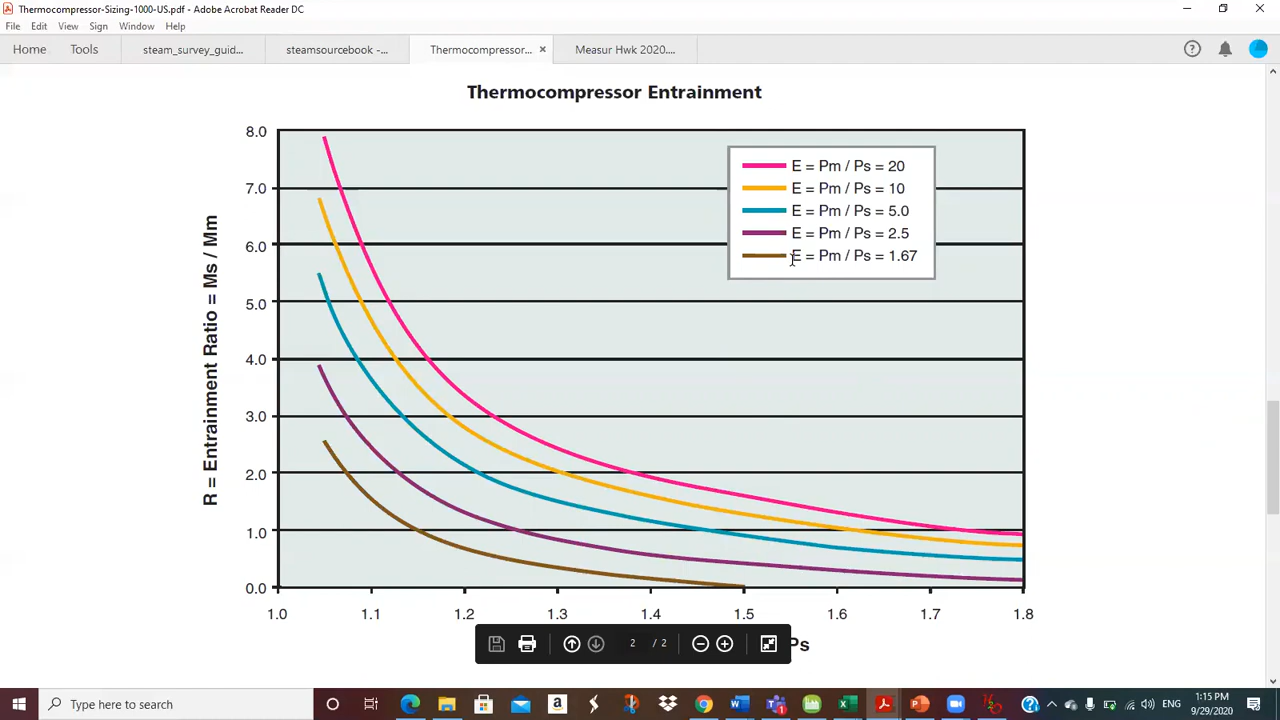 Thermocompressor-Sizing-1000-US.pdf - Adobe Acrobat Reader DC
File Edit View Sign Window Help
Home Tools steam_survey_guid... steamsourcebook -... Thermocompressor... × Measur Hwk 2020....
Thermocompressor Entrainment
R = Entrainment Ratio = Ms / Mm
8.0
7.0
6.0
5.0
4.0
3.0
2.0
1.0
0.0
E = Pm / Ps = 20
E = Pm / Ps = 10
E = Pm / Ps = 5.0
E = Pm / Ps = 2.5
E = Pm / Ps = 1.67
1.0 1.1 1.2 1.3 1.4 1.5 1.6 1.7 1.8
Ps
2 / 2
Type here to search
ENG
1:15 PM
9/29/2020